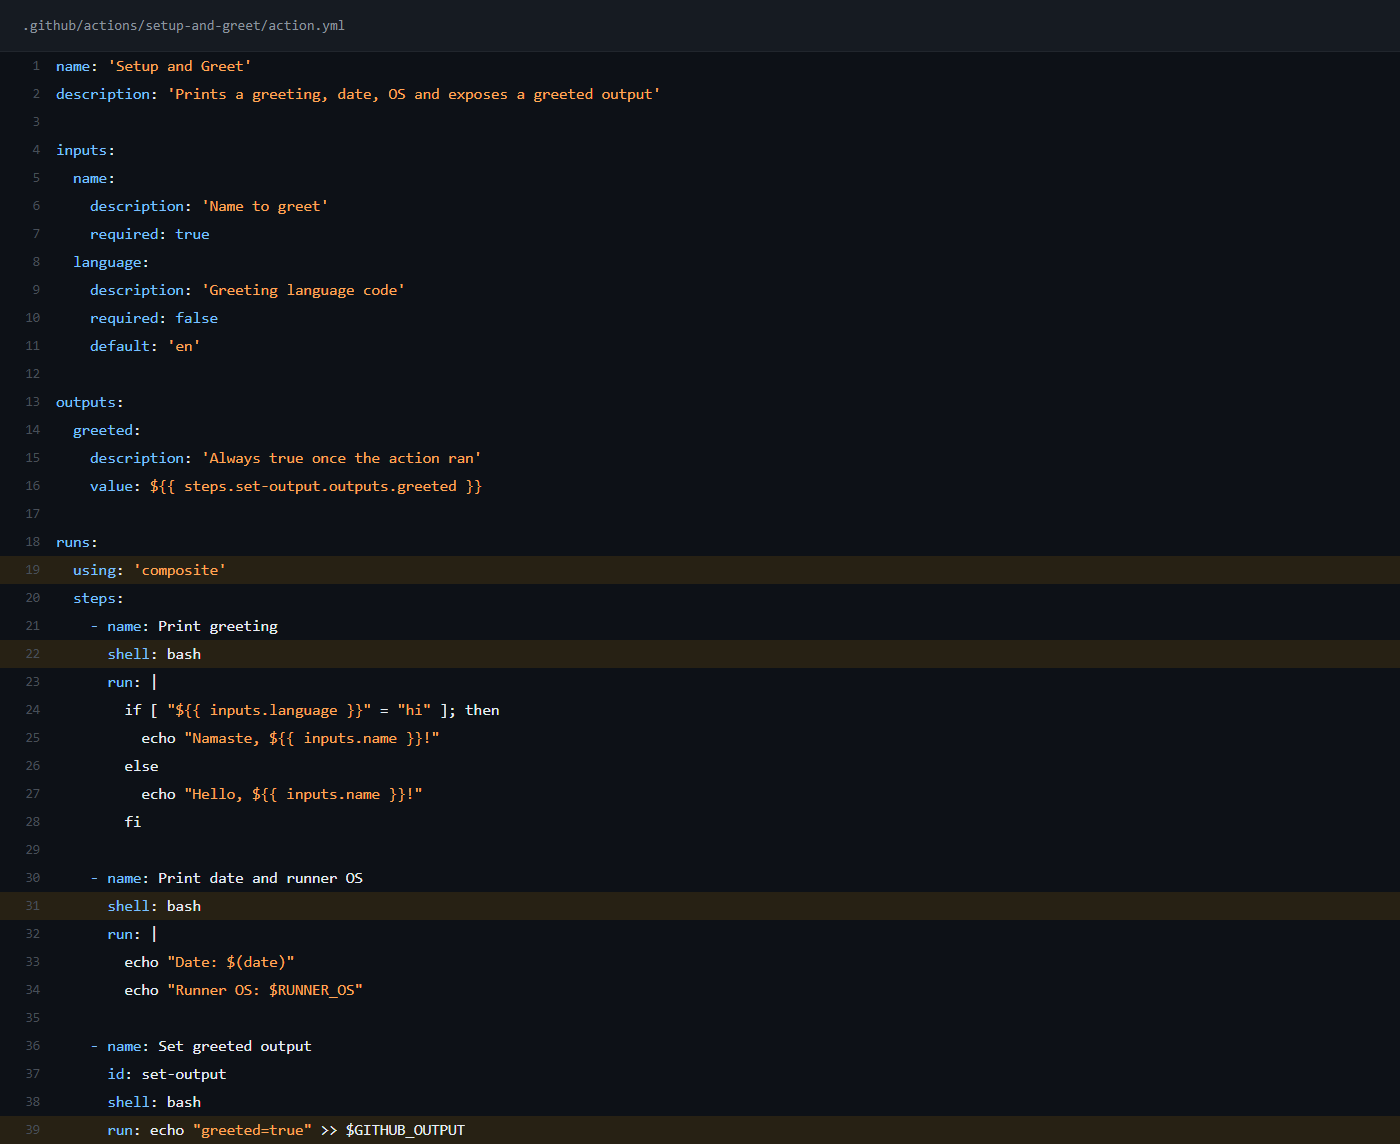 .github/actions/setup-and-greet/action.yml
1 name: 'Setup and Greet'
2 description: 'Prints a greeting, date, OS and exposes a greeted output'
3
4 inputs:
5   name:
6     description: 'Name to greet'
7     required: true
8   language:
9     description: 'Greeting language code'
10     required: false
11     default: 'en'
12
13 outputs:
14   greeted:
15     description: 'Always true once the action ran'
16     value: ${{ steps.set-output.outputs.greeted }}
17
18 runs:
19   using: 'composite'
20   steps:
21     - name: Print greeting
22       shell: bash
23       run: |
24         if [ "${{ inputs.language }}" = "hi" ]; then
25           echo "Namaste, ${{ inputs.name }}!"
26         else
27           echo "Hello, ${{ inputs.name }}!"
28         fi
29
30     - name: Print date and runner OS
31       shell: bash
32       run: |
33         echo "Date: $(date)"
34         echo "Runner OS: $RUNNER_OS"
35
36     - name: Set greeted output
37       id: set-output
38       shell: bash
39       run: echo "greeted=true" >> $GITHUB_OUTPUT